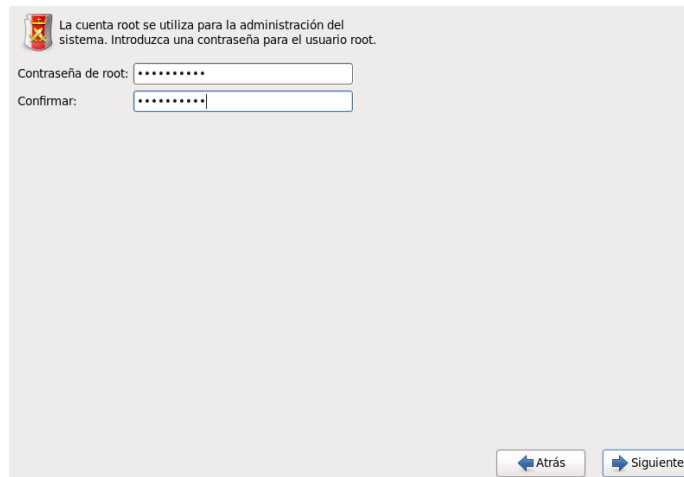 La cuenta root se utiliza para la administración del
sistema. Introduzca una contraseña para el usuario root.
Contraseña de root: ••••••••••
Confirmar: ••••••••••
Atrás
Siguiente